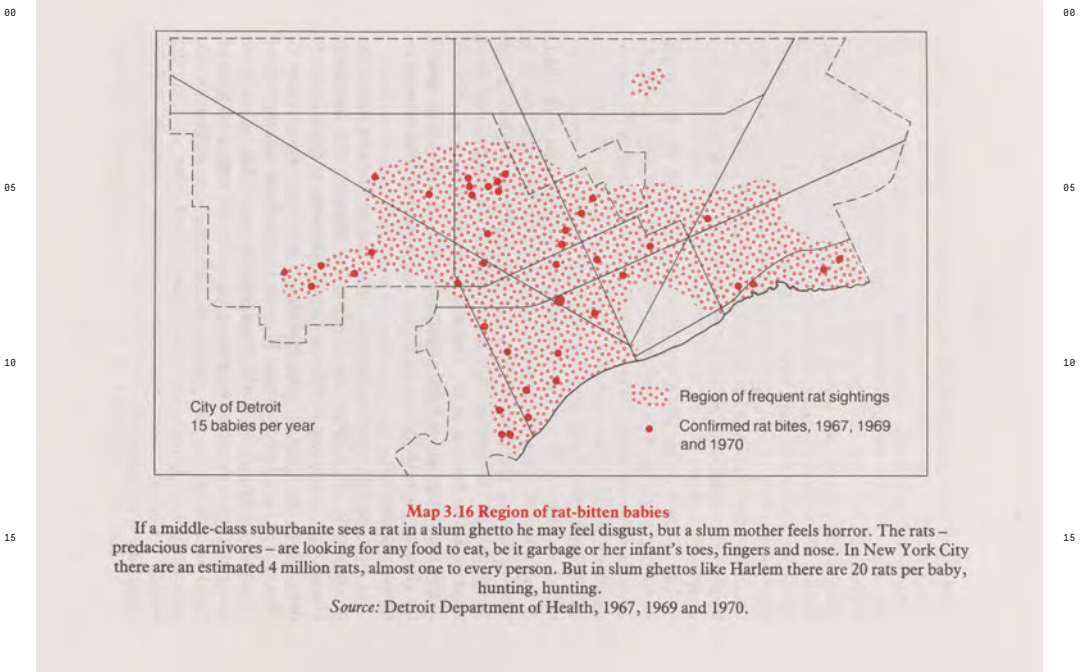 00
00
05
05
10
10
15
15
City of Detroit
15 babies per year
Region of frequent rat sightings
Confirmed rat bites, 1967, 1969
and 1970
Map 3.16 Region of rat-bitten babies
If a middle-class suburbanite sees a rat in a slum ghetto he may feel disgust, but a slum mother feels horror. The rats –
predacious carnivores – are looking for any food to eat, be it garbage or her infant's toes, fingers and nose. In New York City
there are an estimated 4 million rats, almost one to every person. But in slum ghettos like Harlem there are 20 rats per baby,
hunting, hunting.
Source: Detroit Department of Health, 1967, 1969 and 1970.